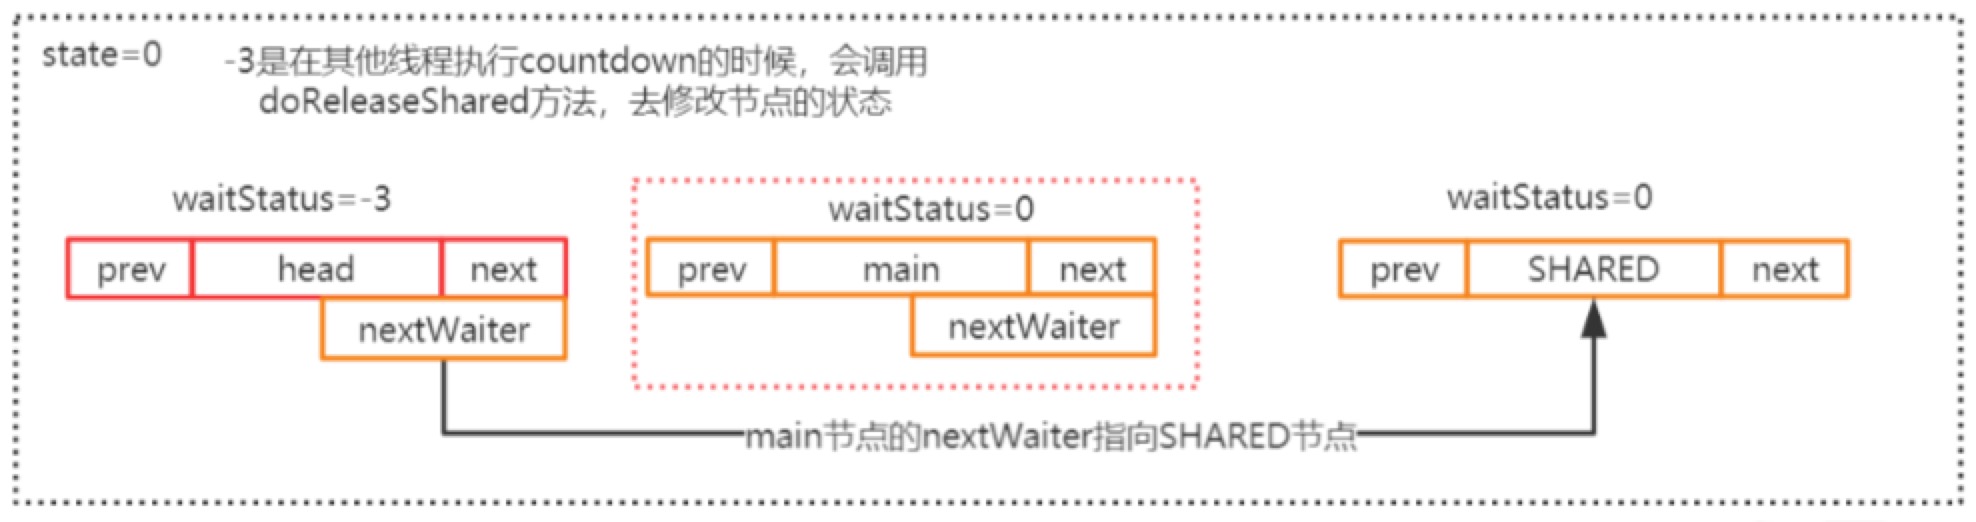 state=0
-3是在其他线程执行countdown的时候，会调用
doReleaseShared方法，去修改节点的状态
waitStatus=-3
waitStatus=0
waitStatus=0
prev head next
prev main next
prev SHARED next
nextWaiter
nextWaiter
main节点的nextWaiter指向SHARED节点